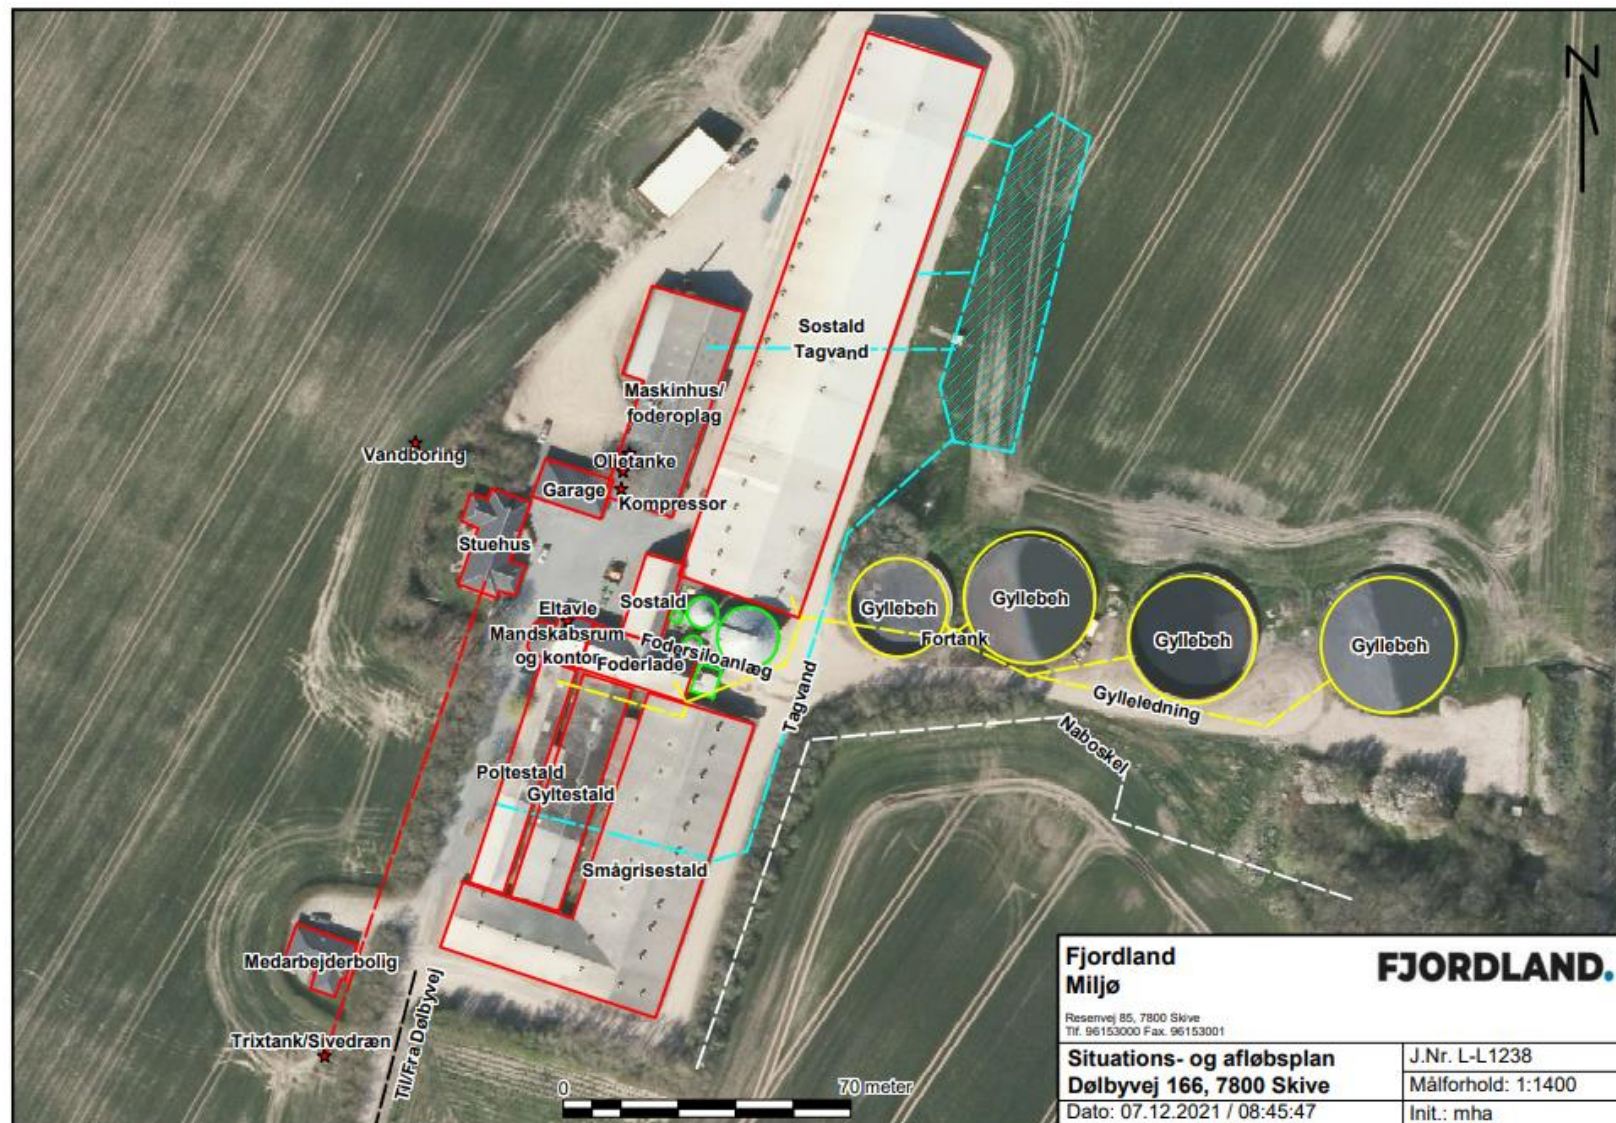 N
Sostald
Tagvand
Maskinhus/
foderoplag
Vandboring
Olietanke
Garage
Kompressor
Stuehus
Eltavle
Sostald
Mandskabsrum
og kontor
Foderlade
Fodersiloanlæg
Gyllebeh
Gyllebeh
Fortank
Gyllebeh
Gyllebeh
Gylleledning
Tagvand
Naboskel
Poltestald
Gyltestald
Smågrisestald
Medarbejderbolig
Trixtank/Sivedræn
Til/Fra Dølbyvej
0 70 meter
Fjordland
Miljø
FJORDLAND.
Resenvej 85, 7800 Skive
Tlf. 96153000 Fax. 96153001
Situations- og afløbsplan
Dølbyvej 166, 7800 Skive
J.Nr. L-L1238
Målforhold: 1:1400
Dato: 07.12.2021 / 08:45:47
Init.: mha